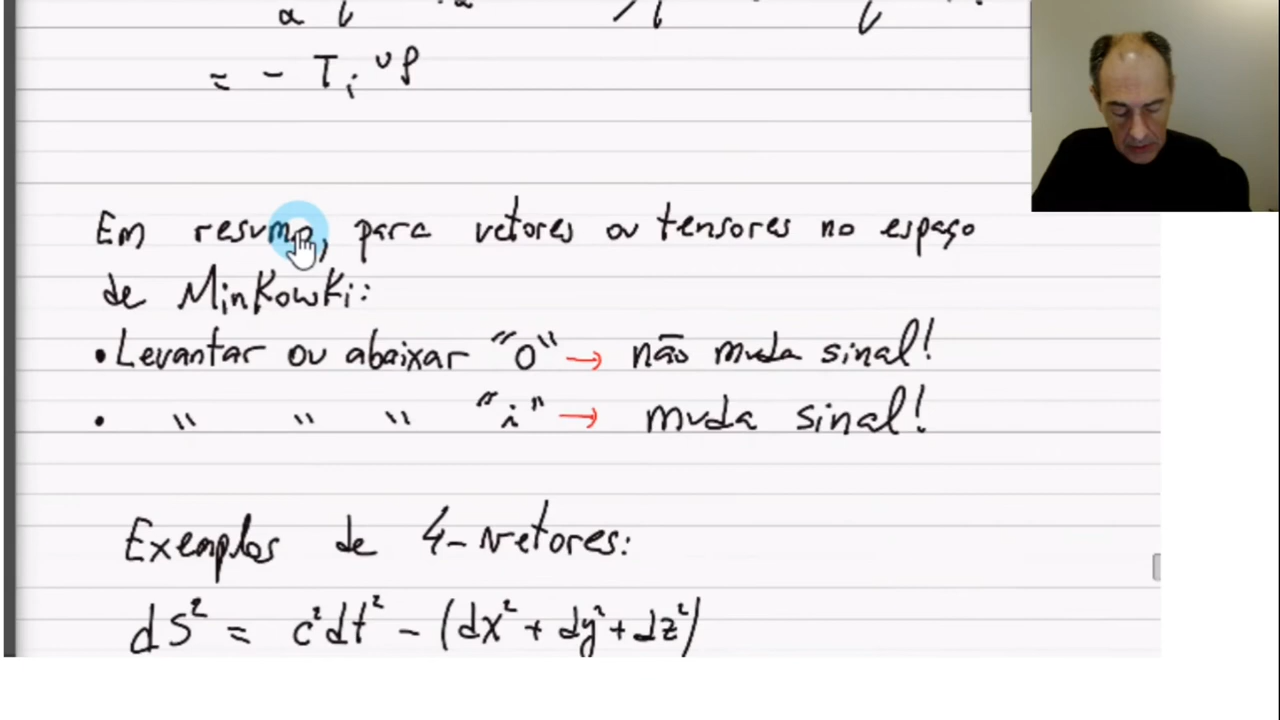 = - T_i^{νρ}
Em resumo, para vetores ou tensores no espaço
de Minkowki:
• Levantar ou abaixar "0" → não muda sinal!
• " " " "i" → muda sinal!
Exemplos de 4-vetores:
dS² = c²dt² - (dx² + dy² + dz²)